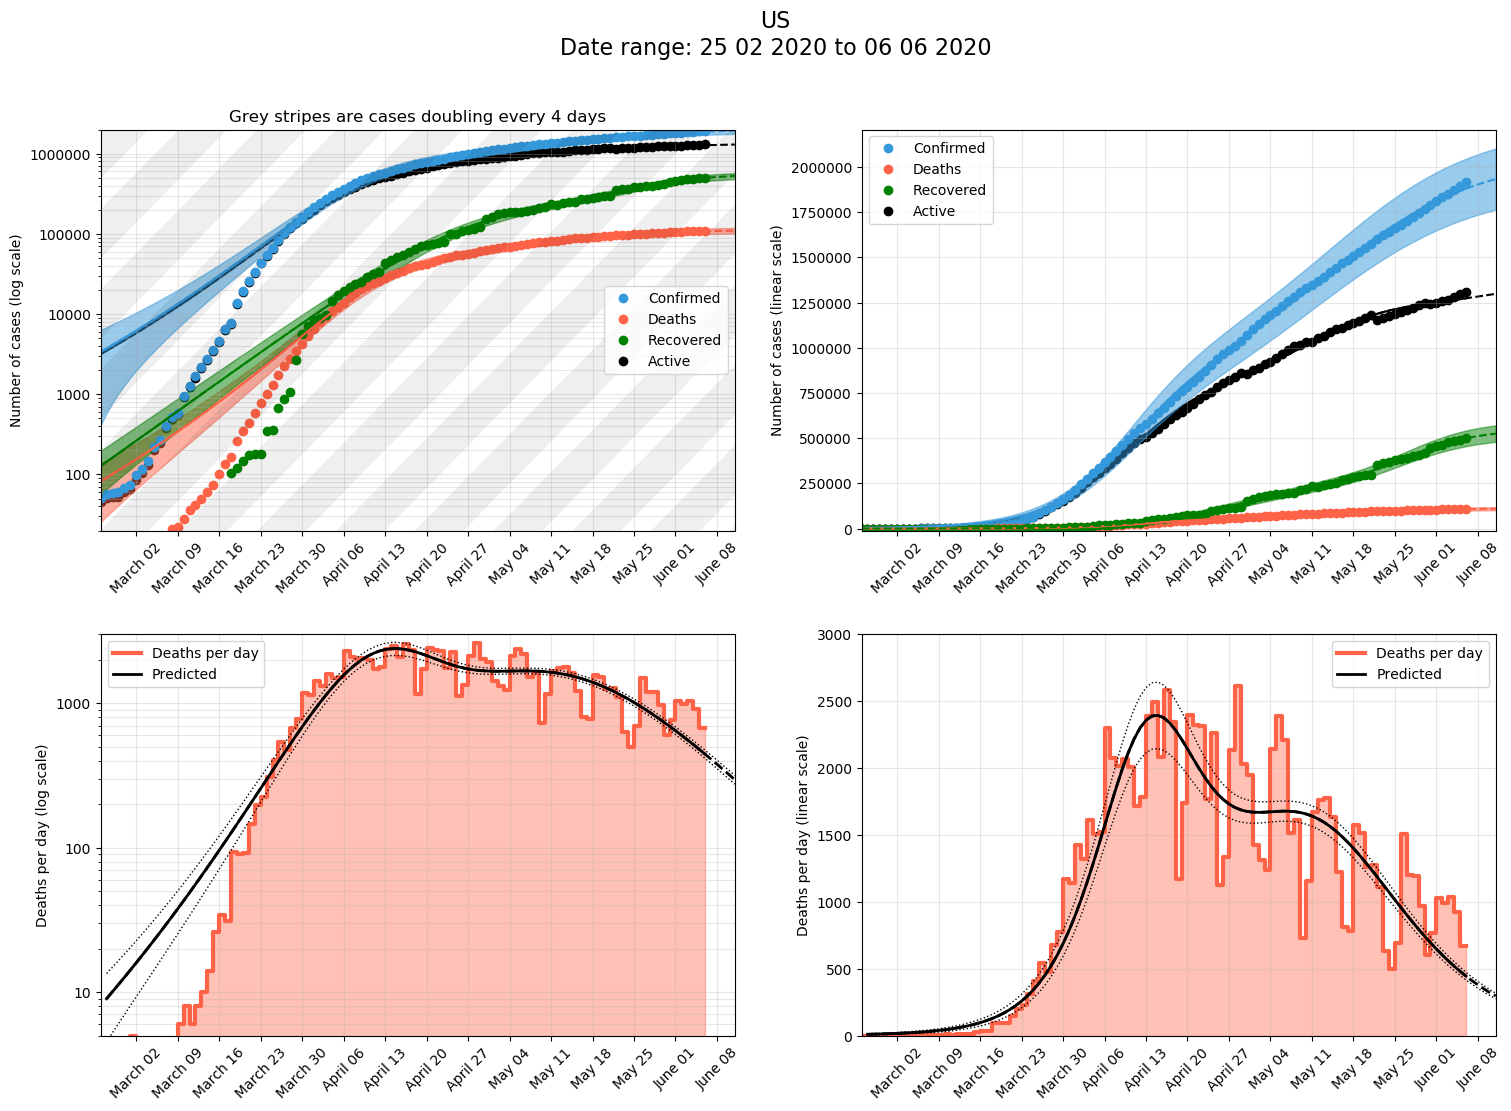 US
Date range: 25 02 2020 to 06 06 2020
Grey stripes are cases doubling every 4 days
Number of cases (log scale)
1000000
100000
10000
1000
100
Confirmed
Deaths
Recovered
Active
March 02
March 09
March 16
March 23
March 30
April 06
April 13
April 20
April 27
May 04
May 11
May 18
May 25
June 01
June 08
Number of cases (linear scale)
2000000
1750000
1500000
1250000
1000000
750000
500000
250000
0
Confirmed
Deaths
Recovered
Active
March 02
March 09
March 16
March 23
March 30
April 06
April 13
April 20
April 27
May 04
May 11
May 18
May 25
June 01
June 08
Deaths per day (log scale)
1000
100
10
Deaths per day
Predicted
March 02
March 09
March 16
March 23
March 30
April 06
April 13
April 20
April 27
May 04
May 11
May 18
May 25
June 01
June 08
Deaths per day (linear scale)
3000
2500
2000
1500
1000
500
0
Deaths per day
Predicted
March 02
March 09
March 16
March 23
March 30
April 06
April 13
April 20
April 27
May 04
May 11
May 18
May 25
June 01
June 08